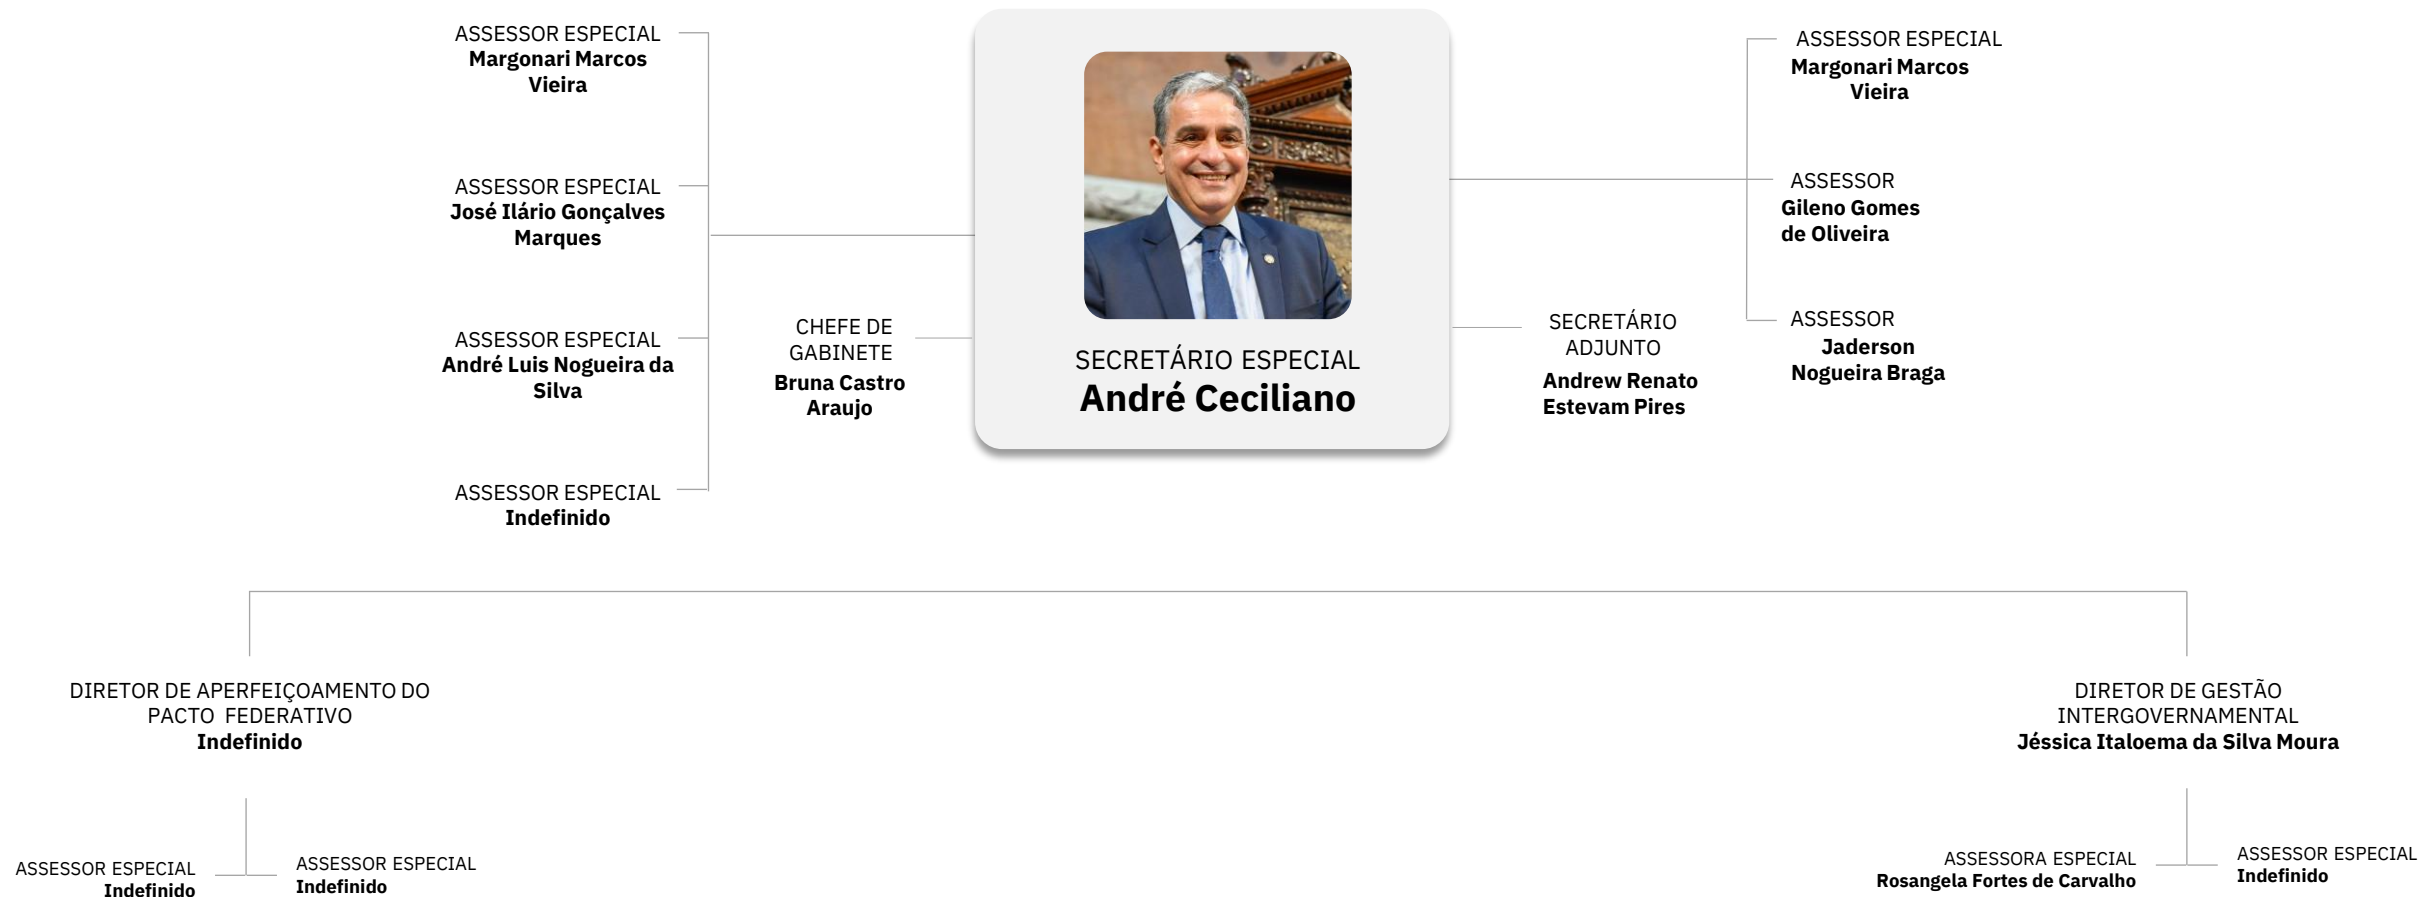 ASSESSOR ESPECIAL
Margonari Marcos
Vieira
ASSESSOR ESPECIAL
José Ilário Gonçalves
Marques
ASSESSOR ESPECIAL
André Luis Nogueira da
Silva
ASSESSOR ESPECIAL
Indefinido
CHEFE DE
GABINETE
Bruna Castro
Araujo
SECRETÁRIO ESPECIAL
André Ceciliano
SECRETÁRIO
ADJUNTO
Andrew Renato
Estevam Pires
ASSESSOR ESPECIAL
Margonari Marcos
Vieira
ASSESSOR
Gileno Gomes
de Oliveira
ASSESSOR
Jaderson
Nogueira Braga
DIRETOR DE APERFEIÇOAMENTO DO
PACTO FEDERATIVO
Indefinido
ASSESSOR ESPECIAL
Indefinido
ASSESSOR ESPECIAL
Indefinido
DIRETOR DE GESTÃO
INTERGOVERNAMENTAL
Jéssica Italoema da Silva Moura
ASSESSORA ESPECIAL
Rosangela Fortes de Carvalho
ASSESSOR ESPECIAL
Indefinido